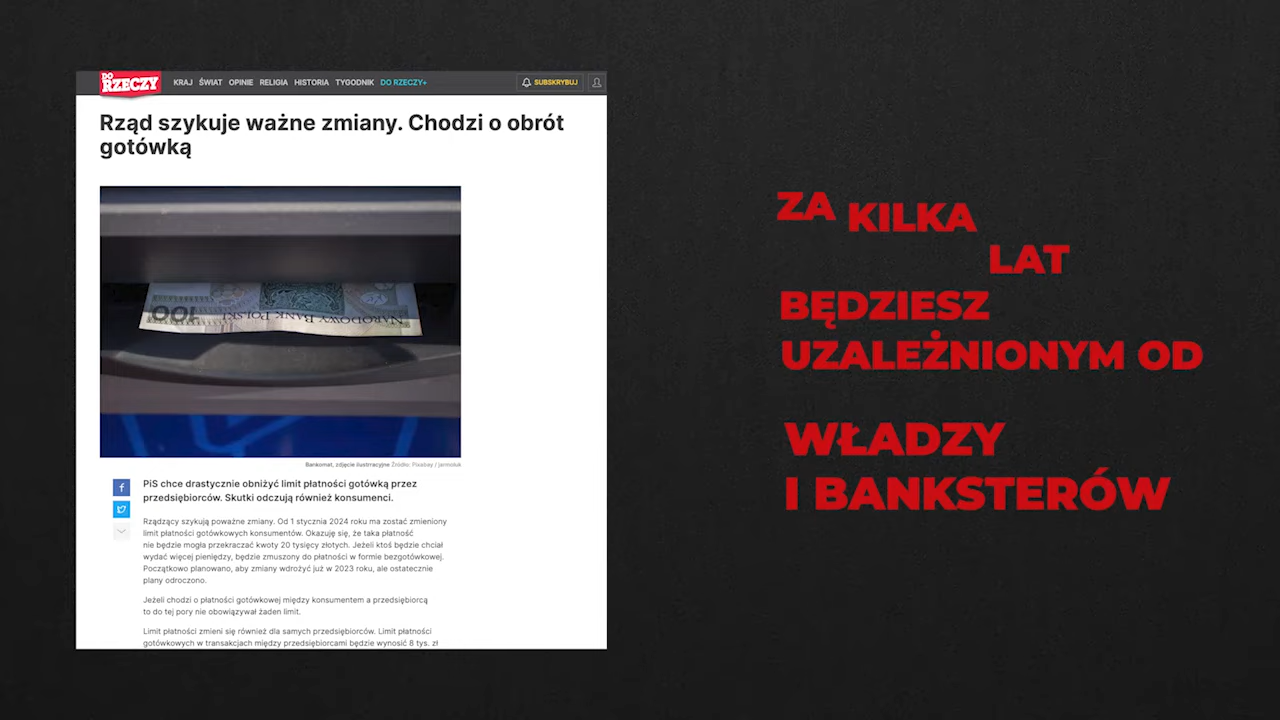 DO RZECZY
KRAJ ŚWIAT OPINIE RELIGIA HISTORIA TYGODNIK DO RZECZY+
SUBSKRYBUJ
Rząd szykuje ważne zmiany. Chodzi o obrót
gotówką
100
NARODOWY BANK POLSKI
Bankomat, zdjęcie ilustracyjne Źródło: Pixabay / jarmoluk
PiS chce drastycznie obniżyć limit płatności gotówką przez
przedsiębiorców. Skutki odczują również konsumenci.
Rządzący szykują poważne zmiany. Od 1 stycznia 2024 roku ma zostać zmieniony
limit płatności gotówkowych konsumentów. Okazuję się, że taka płatność
nie będzie mogła przekraczać kwoty 20 tysięcy złotych. Jeżeli ktoś będzie chciał
wydać więcej pieniędzy, będzie zmuszony do płatności w formie bezgotówkowej.
Początkowo planowano, aby zmiany wdrożyć już w 2023 roku, ale ostatecznie
plany odroczono.
Jeżeli chodzi o płatności gotówkowej między konsumentem a przedsiębiorcą
to do tej pory nie obowiązywał żaden limit.
Limit płatności zmieni się również dla samych przedsiębiorców. Limit płatności
gotówkowych w transakcjach między przedsiębiorcami będzie wynosić 8 tys. zł
ZA KILKA
LAT
BĘDZIESZ
UZALEŻNIONYM OD
WŁADZY
I BANKSTERÓW